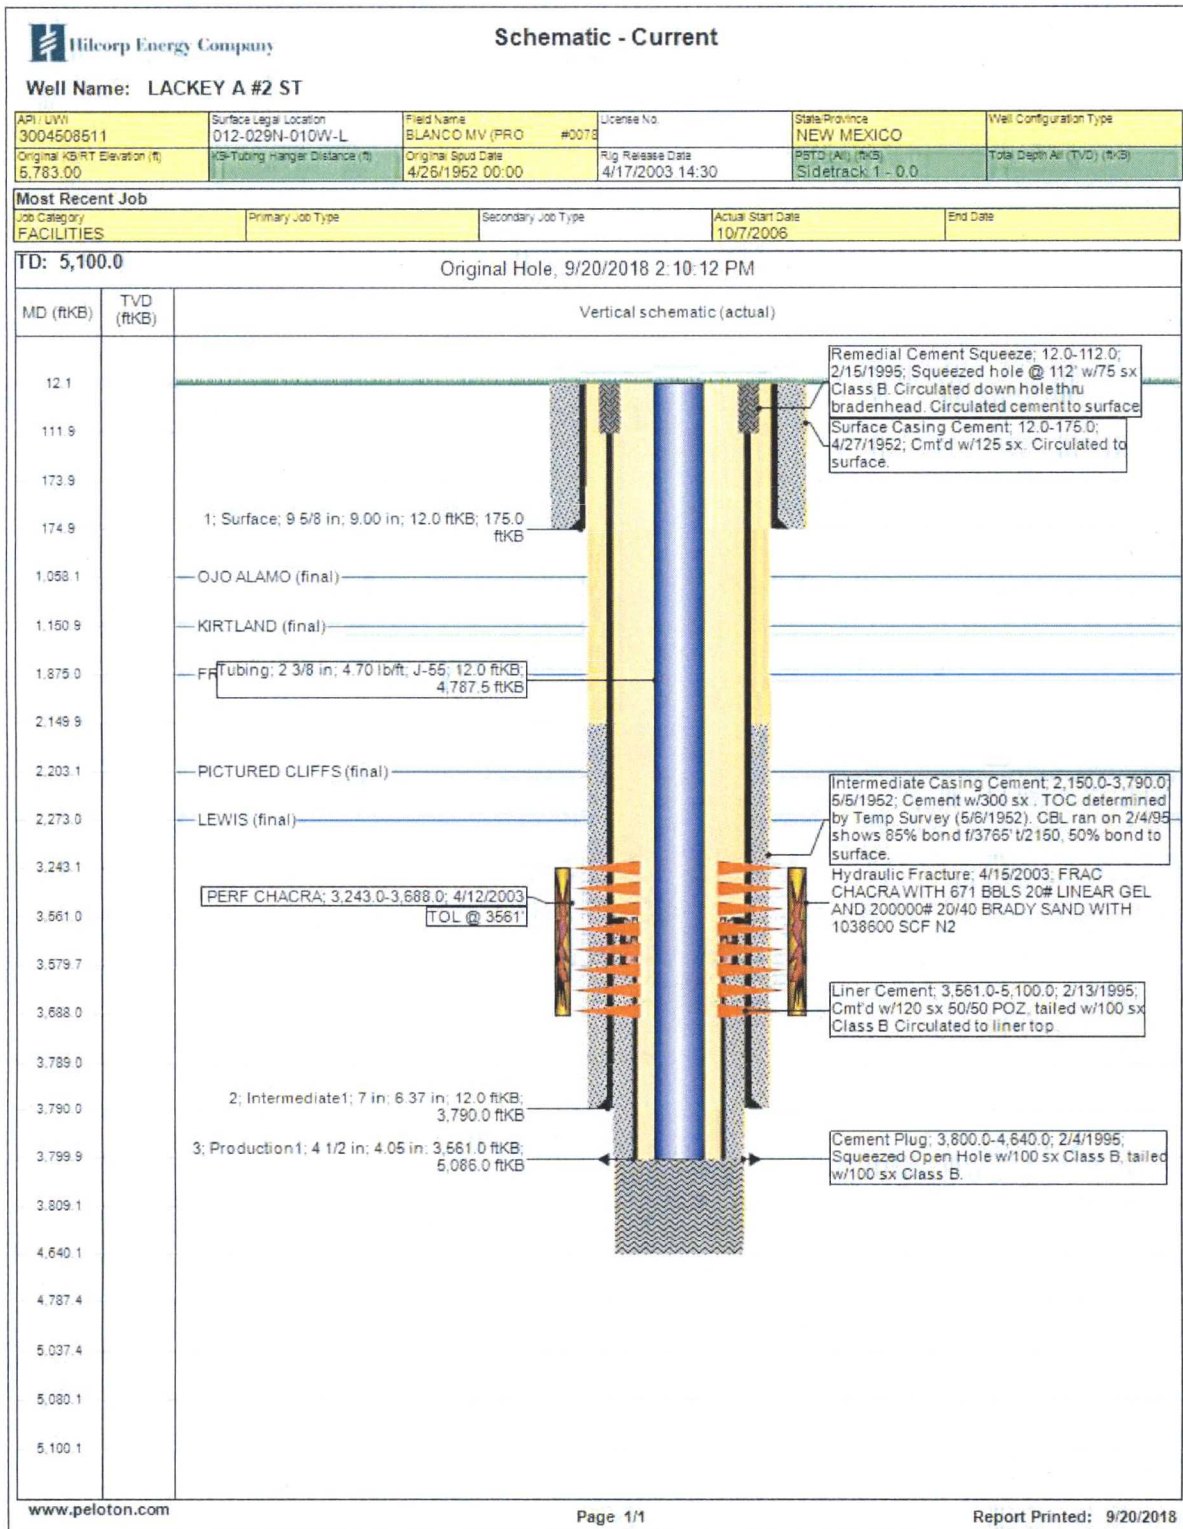 Hilcorp Energy Company
Schematic - Current
Well Name: LACKEY A #2 ST
API / UWI
3004508511
Surface Legal Location
012-029N-010W-L
Field Name
BLANCO MV (PRO #0078
License No.
State/Province
NEW MEXICO
Well Configuration Type
Original KB/RT Elevation (ft)
5,783.00
KB-Tubing Hanger Distance (ft)
Original Spud Date
4/26/1952 00:00
Rig Release Date
4/17/2003 14:30
PBTD (All) (ftKB)
Sidetrack 1 - 0.0
Total Depth All (TVD) (ftKB)
Most Recent Job
Job Category
FACILITIES
Primary Job Type
Secondary Job Type
Actual Start Date
10/7/2006
End Date
TD: 5,100.0
Original Hole, 9/20/2018 2:10:12 PM
MD (ftKB)
TVD
(ftKB)
Vertical schematic (actual)
Remedial Cement Squeeze; 12.0-112.0;
2/15/1995; Squeezed hole @ 112' w/75 sx
Class B. Circulated down hole thru
bradenhead. Circulated cement to surface
12.1
111.9
Surface Casing Cement; 12.0-175.0;
4/27/1952; Cmt'd w/125 sx. Circulated to
surface.
173.9
174.9
1; Surface; 9 5/8 in; 9.00 in; 12.0 ftKB; 175.0
ftKB
1,058.1
OJO ALAMO (final)
1,150.9
KIRTLAND (final)
1,875.0
FR
Tubing; 2 3/8 in; 4.70 lb/ft; J-55; 12.0 ftKB;
4,787.5 ftKB
2,149.9
2,203.1
PICTURED CLIFFS (final)
2,273.0
LEWIS (final)
Intermediate Casing Cement; 2,150.0-3,790.0;
5/5/1952; Cement w/300 sx . TOC determined
by Temp Survey (5/6/1952). CBL ran on 2/4/95
shows 85% bond f/3765' t/2150, 50% bond to
surface.
3,243.1
Hydraulic Fracture; 4/15/2003; FRAC
CHACRA WITH 671 BBLS 20# LINEAR GEL
AND 200000# 20/40 BRADY SAND WITH
1038600 SCF N2
PERF CHACRA; 3,243.0-3,688.0; 4/12/2003
TOL @ 3561'
3,561.0
3,579.7
3,688.0
Liner Cement; 3,561.0-5,100.0; 2/13/1995;
Cmt'd w/120 sx 50/50 POZ, tailed w/100 sx
Class B Circulated to liner top.
3,789.0
3,790.0
2; Intermediate1; 7 in; 6.37 in; 12.0 ftKB;
3,790.0 ftKB
3,799.9
3; Production1; 4 1/2 in; 4.05 in; 3,561.0 ftKB;
5,086.0 ftKB
Cement Plug; 3,800.0-4,640.0; 2/4/1995;
Squeezed Open Hole w/100 sx Class B, tailed
w/100 sx Class B.
3,809.1
4,640.1
4,787.4
5,037.4
5,080.1
5,100.1
www.peloton.com
Page 1/1
Report Printed: 9/20/2018